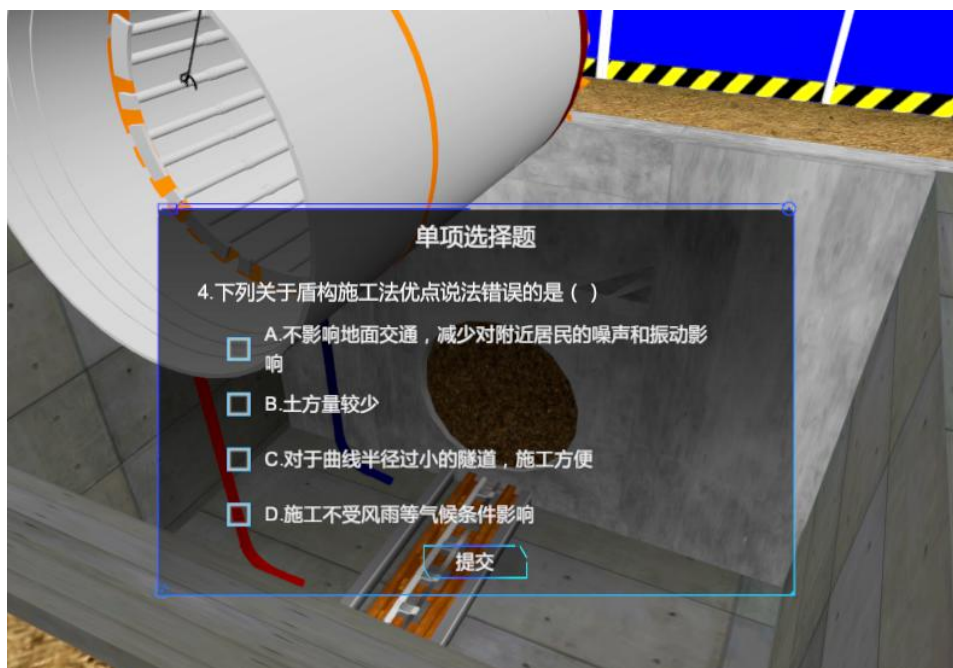 单项选择题
4.下列关于盾构施工法优点说法错误的是（ ）
A.不影响地面交通，减少对附近居民的噪声和振动影
响
B.土方量较少
C.对于曲线半径过小的隧道，施工方便
D.施工不受风雨等气候条件影响
提交